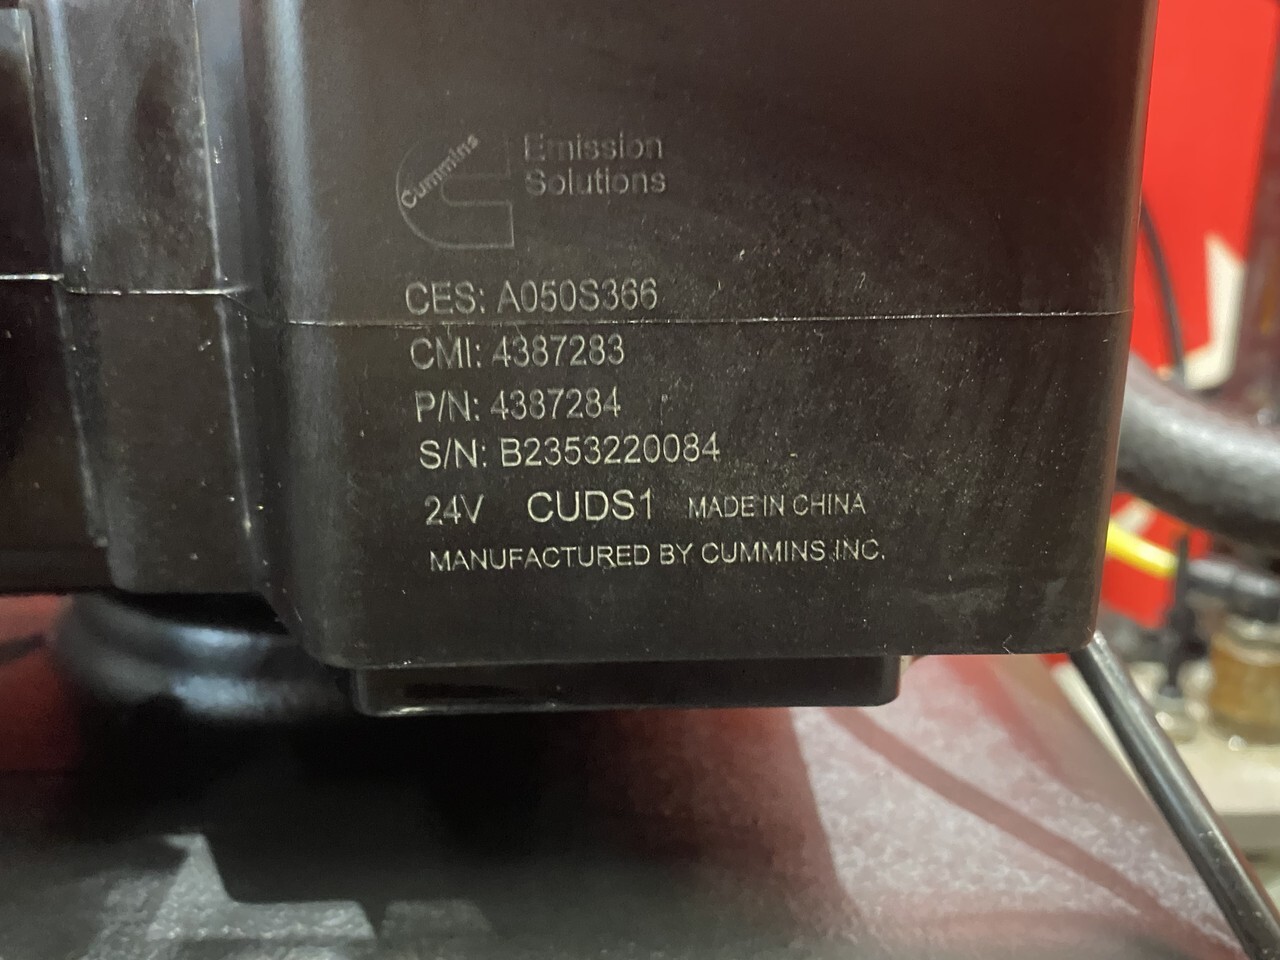 Cummins
Emission
Solutions
CES: A050S366
CMI: 4387283
P/N: 4387284
S/N: B2353220084
24V CUDS1 MADE IN CHINA
MANUFACTURED BY CUMMINS INC.